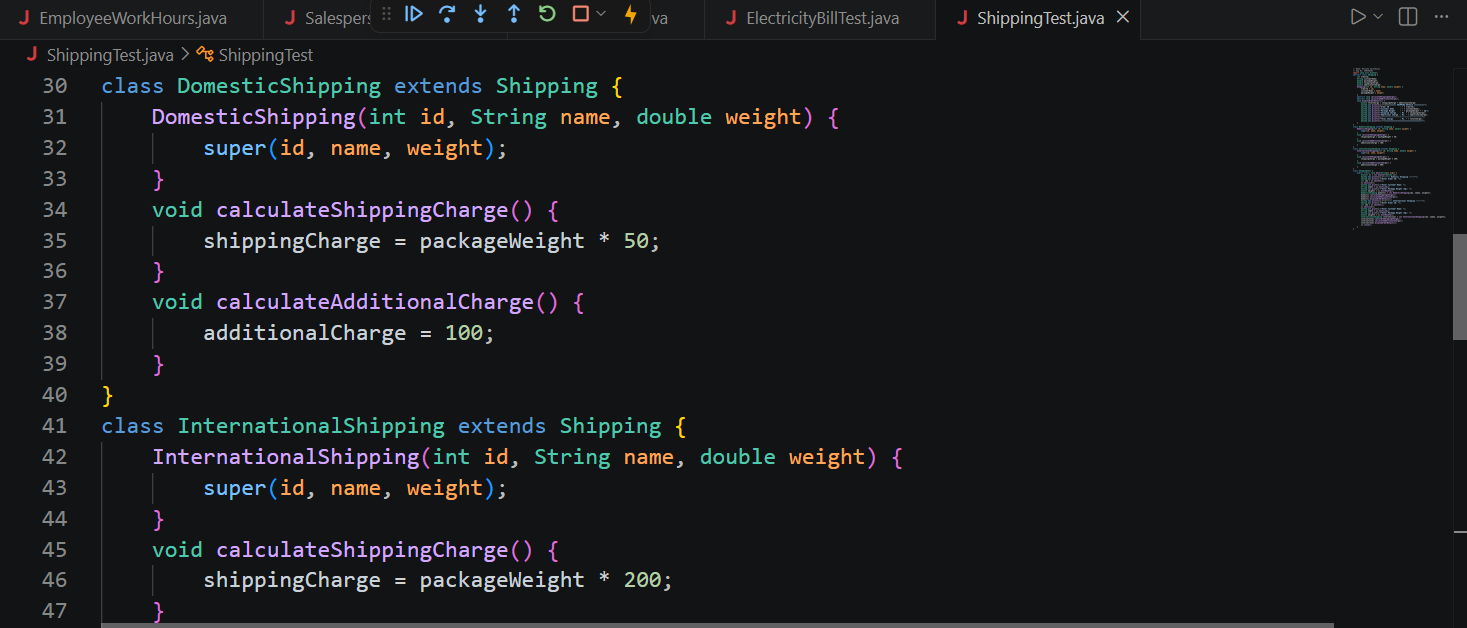 EmployeeWorkHours.java
Salespers
va
ElectricityBillTest.java
ShippingTest.java
ShippingTest.java > ShippingTest
30 class DomesticShipping extends Shipping {
31 DomesticShipping(int id, String name, double weight) {
32 super(id, name, weight);
33 }
34 void calculateShippingCharge() {
35 shippingCharge = packageWeight * 50;
36 }
37 void calculateAdditionalCharge() {
38 additionalCharge = 100;
39 }
40 }
41 class InternationalShipping extends Shipping {
42 InternationalShipping(int id, String name, double weight) {
43 super(id, name, weight);
44 }
45 void calculateShippingCharge() {
46 shippingCharge = packageWeight * 200;
47 }